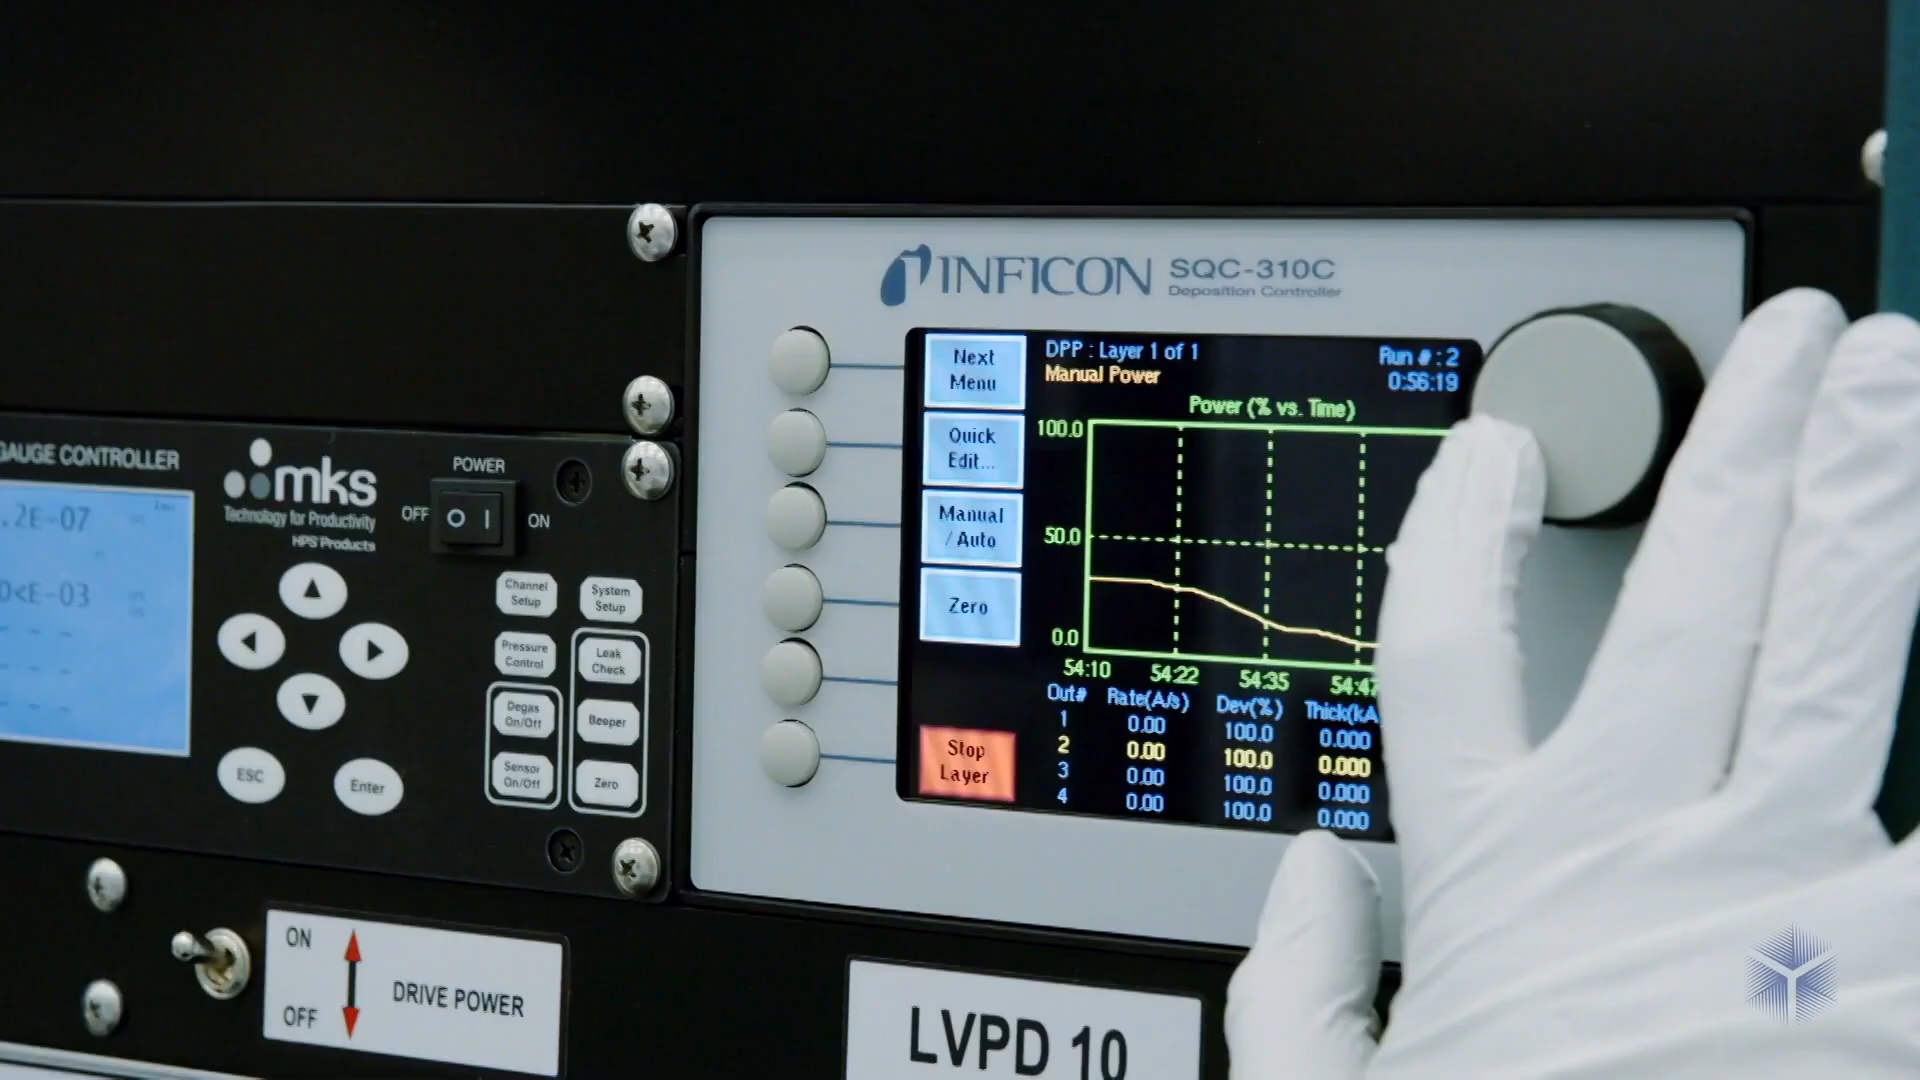 INFICON SQC-310C
Deposition Controller
Next
Menu
Quick
Edit...
Manual
/ Auto
Zero
Stop
Layer
DPP : Layer 1 of 1
Manual Power
Run # : 2
0:56:19
Power (% vs. Time)
100.0
50.0
0.0
54:10 54:22 54:35 54:47
Out# Rate(A/s) Dev(%) Thick(kA
1 0.00 100.0 0.000
2 0.00 100.0 0.000
3 0.00 100.0 0.000
4 0.00 100.0 0.000
GAUGE CONTROLLER
.2E-07
0<E-03
mks
Technology for Productivity
HPS Products
POWER
OFF
ON
Channel
Setup
System
Setup
Pressure
Control
Leak
Check
Degas
On/Off
Beeper
Sensor
On/Off
Zero
ESC
Enter
ON
OFF
DRIVE POWER
LVPD 10